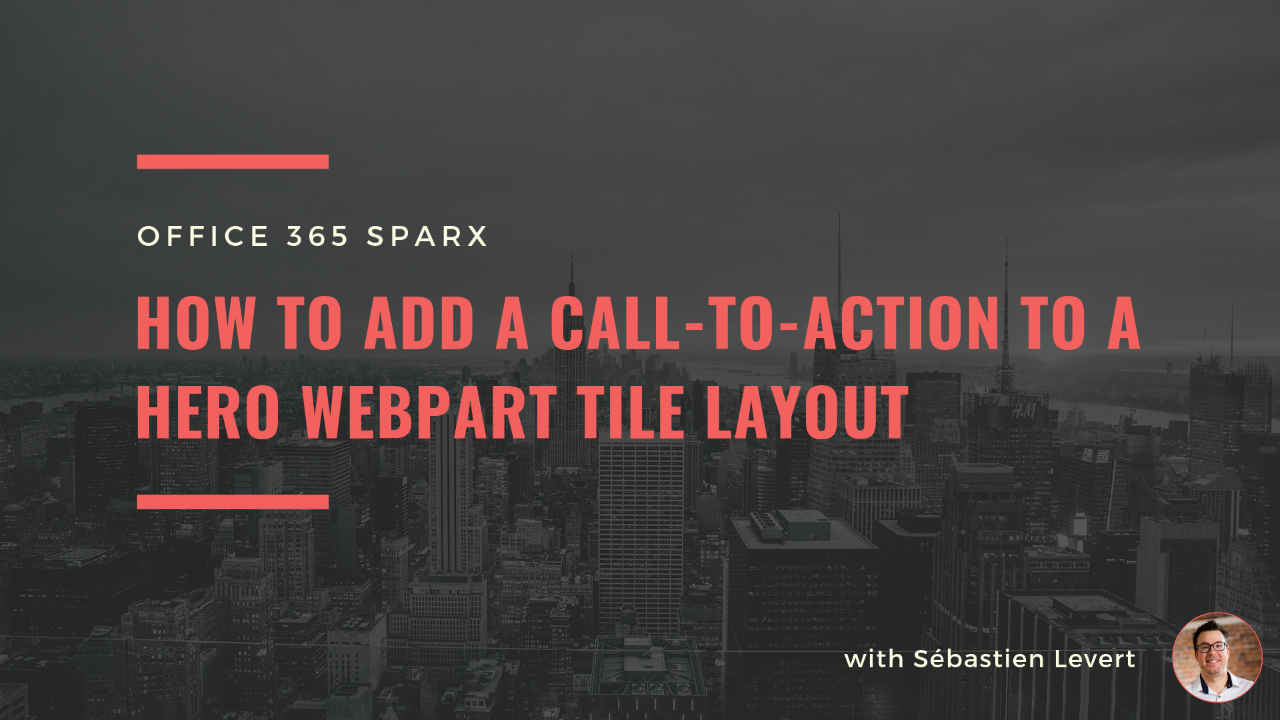 OFFICE 365 SPARX
HOW TO ADD A CALL-TO-ACTION TO A
HERO WEBPART TILE LAYOUT
H&M
with Sébastien Levert